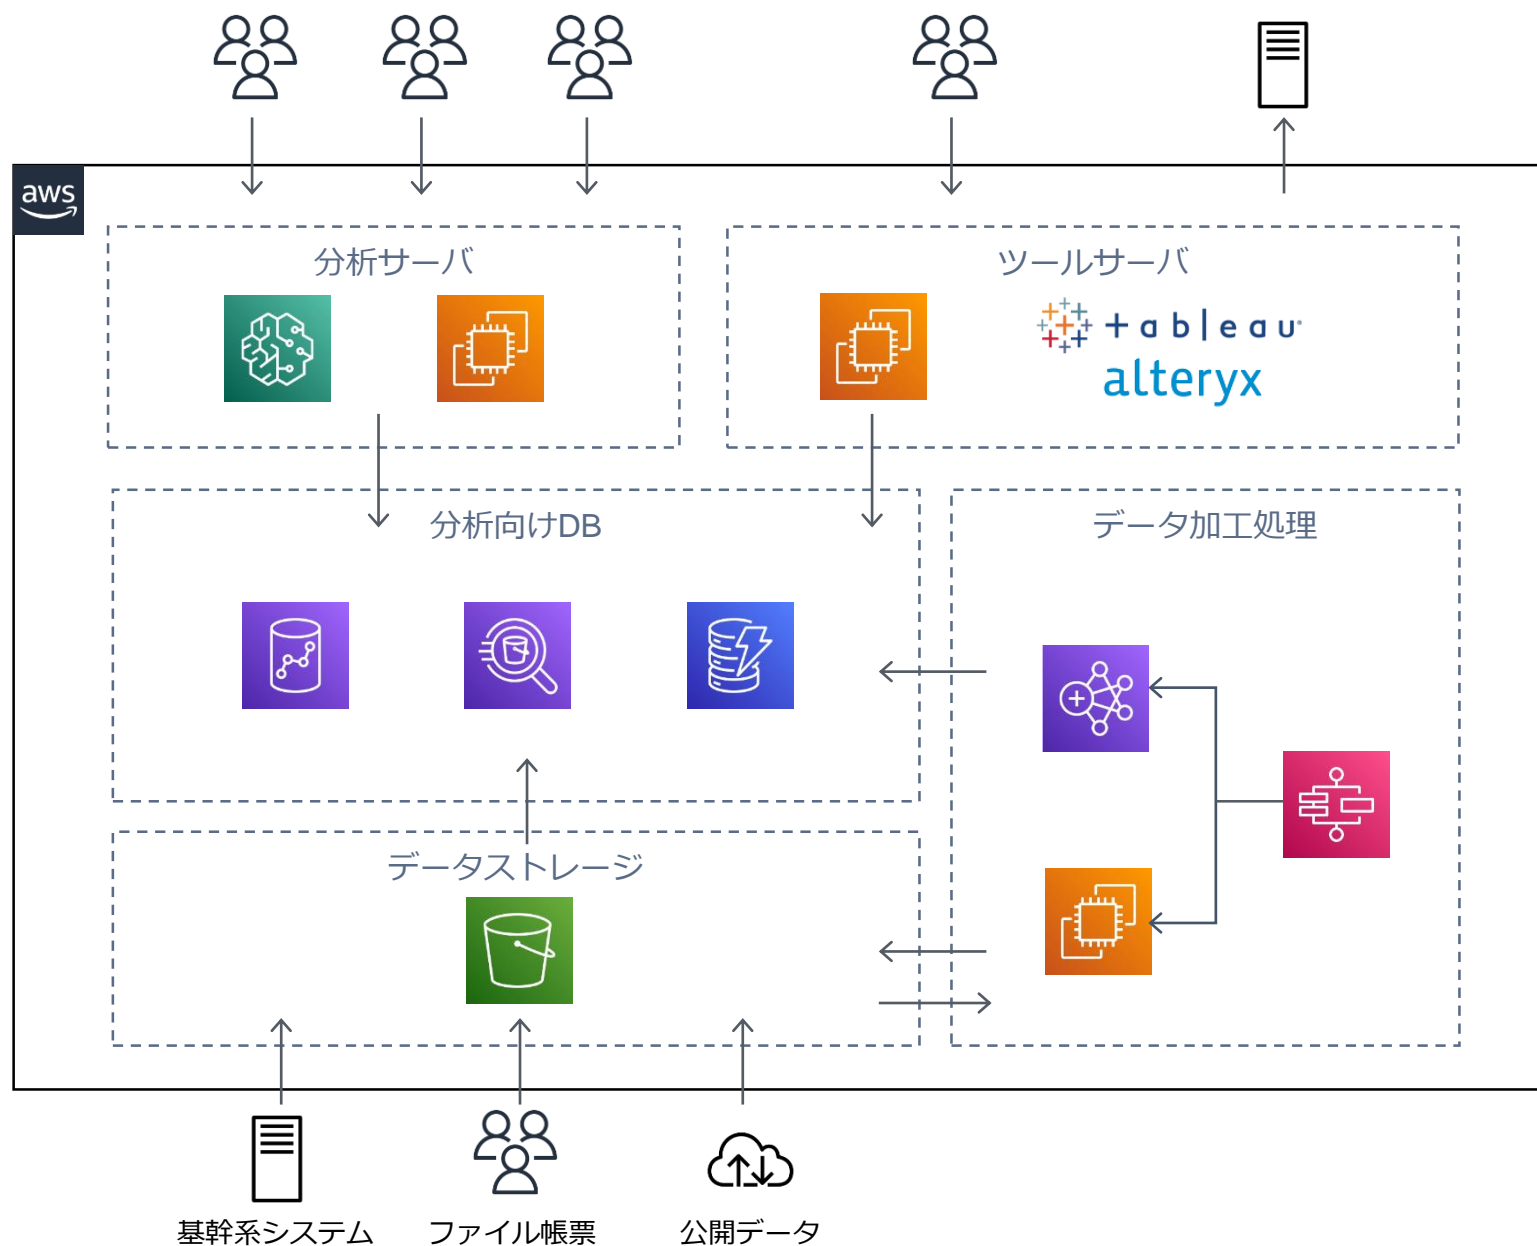 aws
分析サーバ
ツールサーバ
+ableau
alteryx
分析向けDB
データ加工処理
データストレージ
基幹系システム
ファイル帳票
公開データ